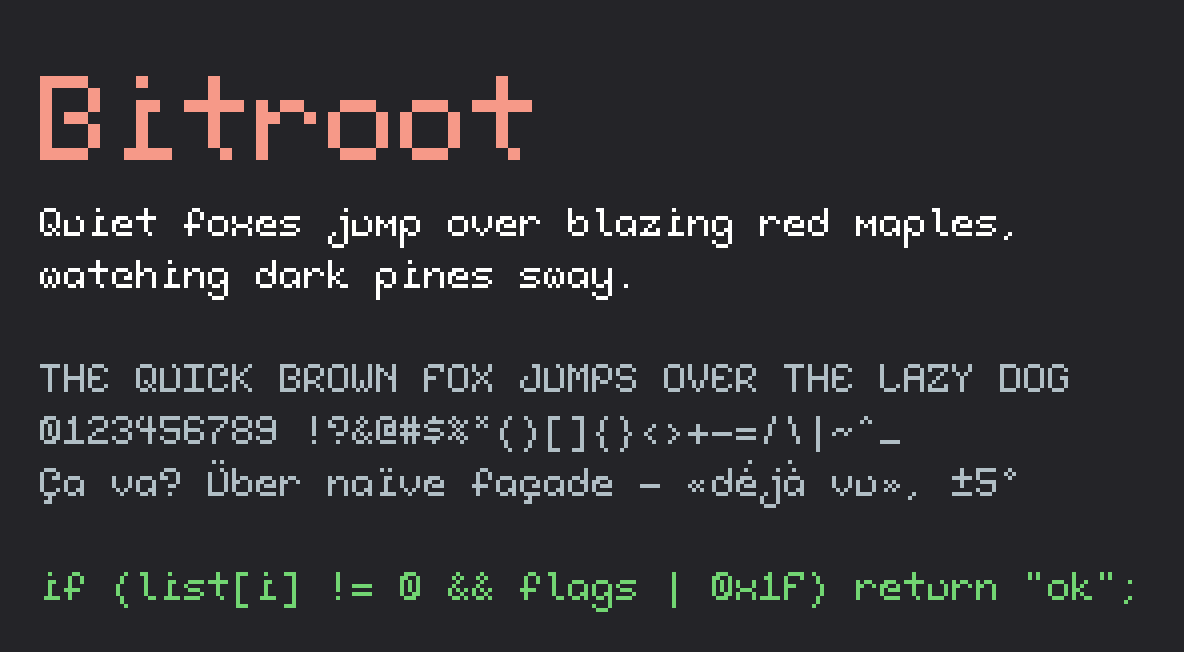 Bitroot
Quiet foxes jump over blazing red maples,
watching dark pines sway.
THE QUICK BROWN FOX JUMPS OVER THE LAZY DOG
0123456789 !?&@#$%*()[]{}<>+-=/\|~^_
Ça va? Über naïve façade — «déjà vu», ±5°
if (list[i] != 0 && flags | 0x1F) return "ok";